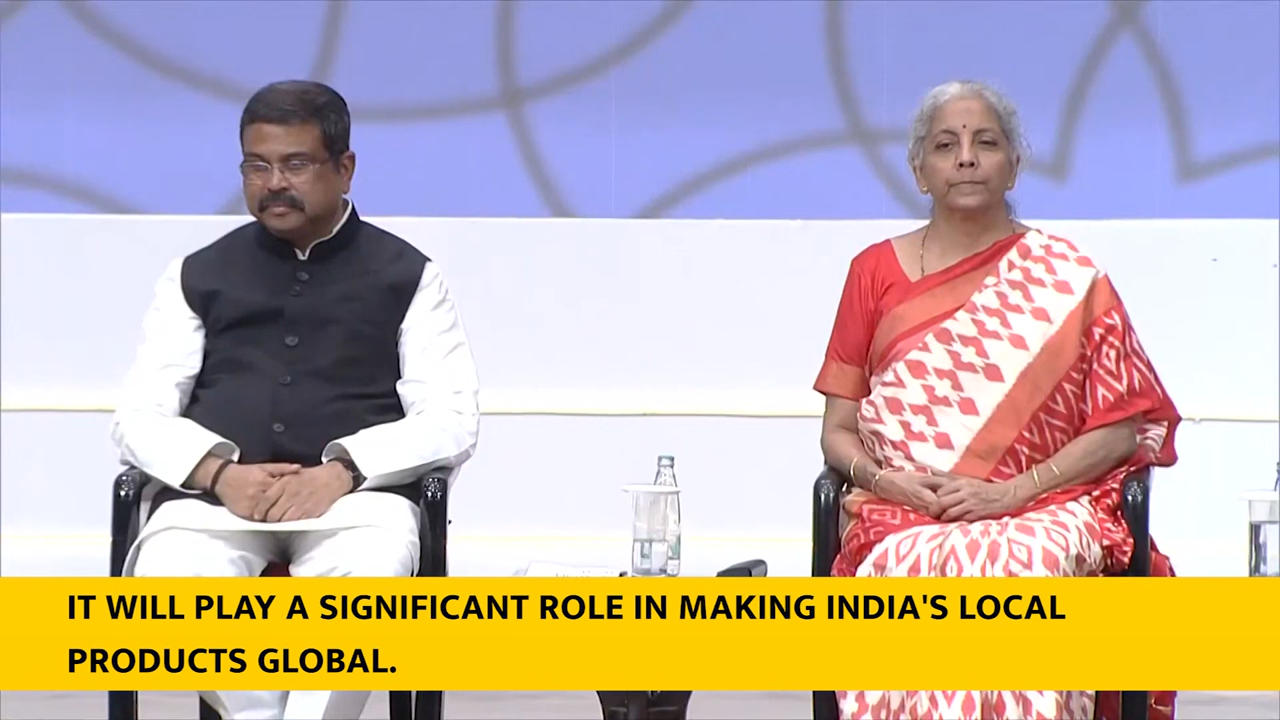 IT WILL PLAY A SIGNIFICANT ROLE IN MAKING INDIA'S LOCAL
PRODUCTS GLOBAL.